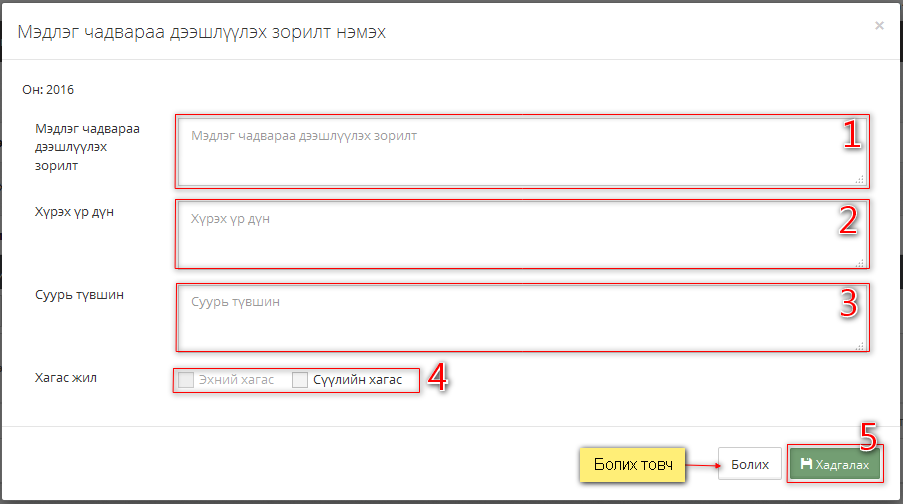 Мэдлэг чадвараа дээшлүүлэх зорилт нэмэх
×
Он: 2016
Мэдлэг чадвараа
дээшлүүлэх
зорилт
Мэдлэг чадвараа дээшлүүлэх зорилт
1
Хүрэх үр дүн
Хүрэх үр дүн
2
Суурь түвшин
Суурь түвшин
3
Хагас жил
Эхний хагас Сүүлийн хагас
4
5
Болих товч
Болих
Хадгалах